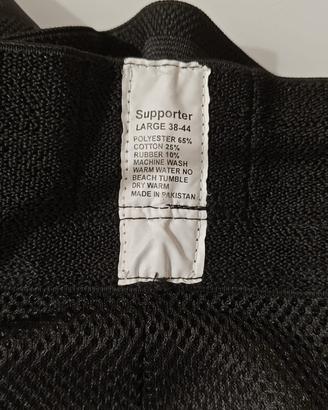 Supporter
LARGE 38-44
POLYESTER 65%
COTTON 25%
RUBBER 10%
MACHINE WASH
WARM WATER NO
BEACH TUMBLE
DRY WARM
MADE IN PAKISTAN